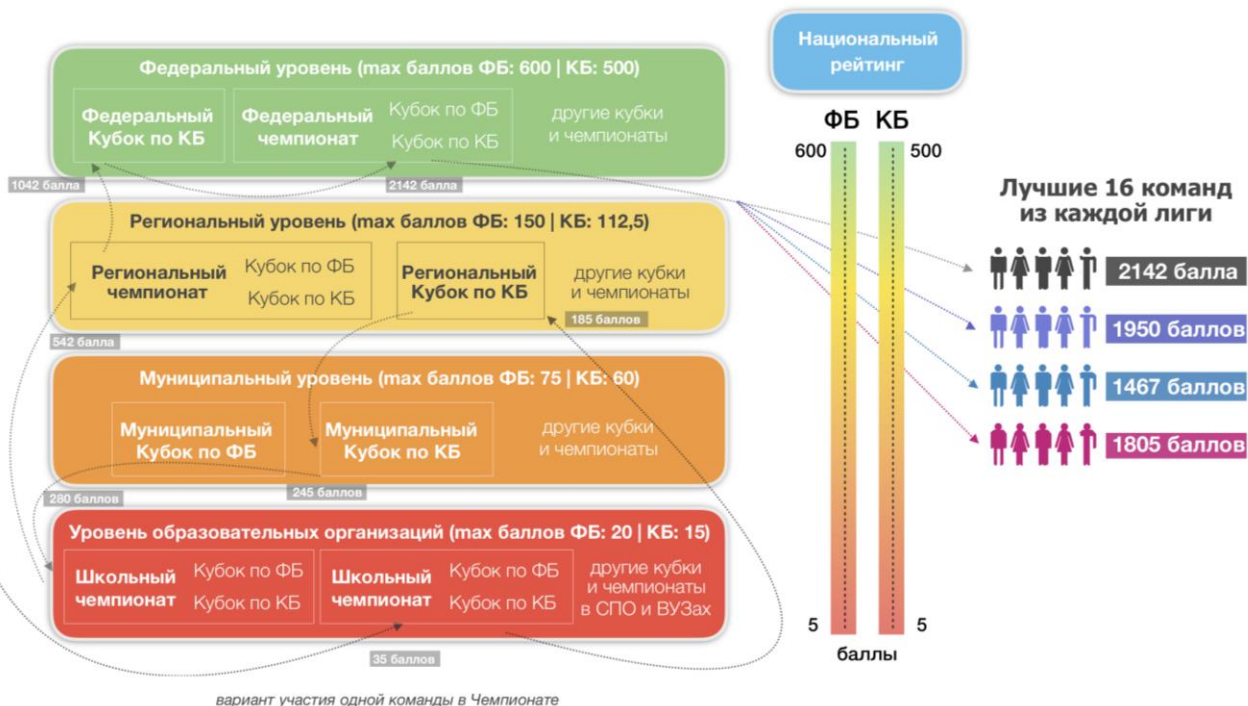 Национальный
рейтинг
Федеральный уровень (max баллов ФБ: 600 | КБ: 500)
Федеральный
Кубок по КБ
Федеральный
чемпионат
Кубок по ФБ
Кубок по КБ
другие кубки
и чемпионаты
1042 балла
2142 балла
Региональный уровень (max баллов ФБ: 150 | КБ: 112,5)
Региональный
чемпионат
Кубок по ФБ
Кубок по КБ
Региональный
Кубок по КБ
другие кубки
и чемпионаты
185 баллов
542 балла
Муниципальный уровень (max баллов ФБ: 75 | КБ: 60)
Муниципальный
Кубок по ФБ
Муниципальный
Кубок по КБ
другие кубки
и чемпионаты
280 баллов
245 баллов
Уровень образовательных организаций (max баллов ФБ: 20 | КБ: 15)
Школьный
чемпионат
Кубок по ФБ
Кубок по КБ
Школьный
чемпионат
Кубок по ФБ
Кубок по КБ
другие кубки
и чемпионаты
в СПО и ВУЗах
35 баллов
вариант участия одной команды в Чемпионате
ФБ КБ
600
500
5
5
баллы
Лучшие 16 команд
из каждой лиги
2142 балла
1950 баллов
1467 баллов
1805 баллов